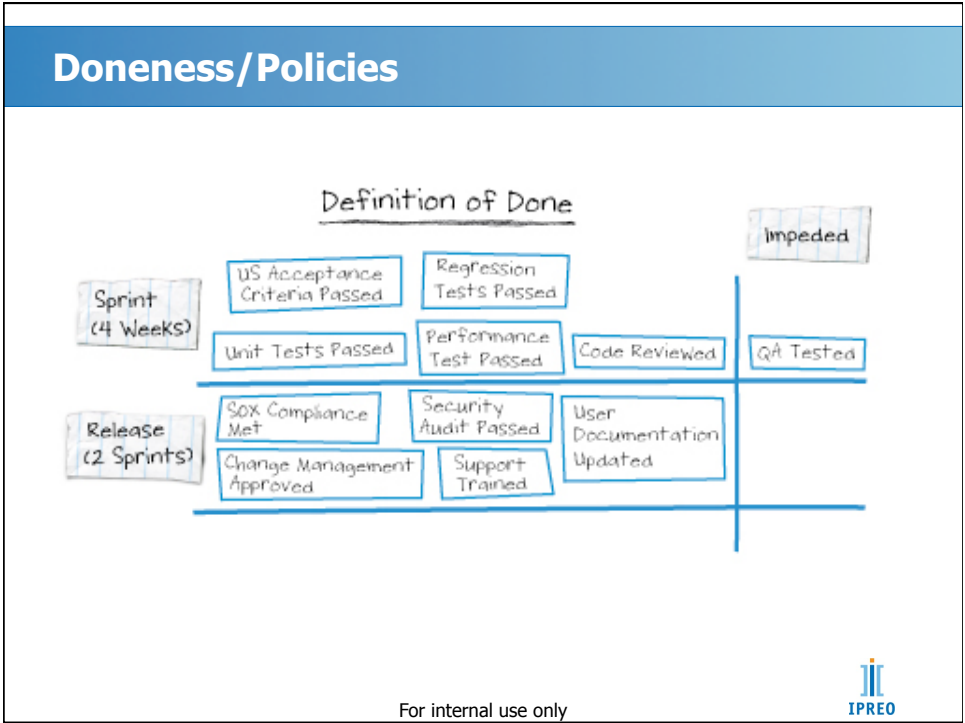 Doneness/Policies
Definition of Done
Impeded
Sprint
(4 Weeks)
US Acceptance
Criteria Passed
Regression
Tests Passed
Unit Tests Passed
Performance
Test Passed
Code Reviewed
QA Tested
Release
(2 Sprints)
SOX Compliance
Met
Security
Audit Passed
User
Documentation
Updated
Change Management
Approved
Support
Trained
For internal use only
IPREO